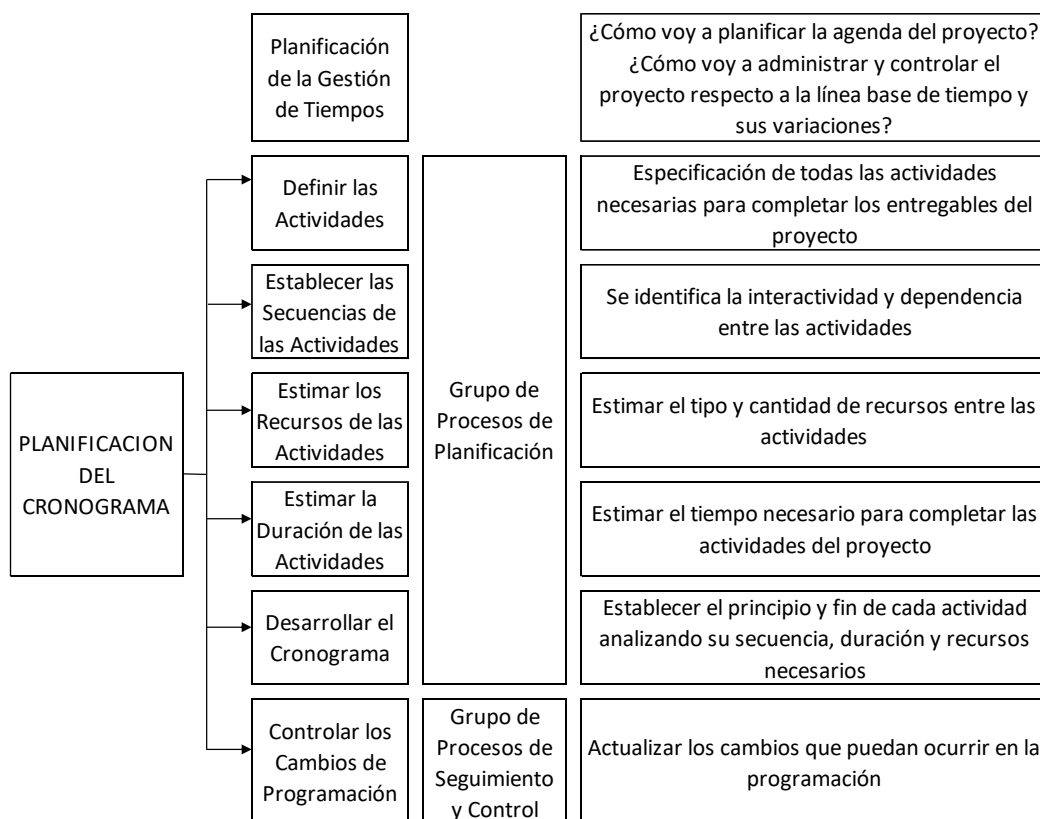 Planificación
de la Gestión
de Tiempos
¿Cómo voy a planificar la agenda del proyecto?
¿Cómo voy a administrar y controlar el
proyecto respecto a la línea base de tiempo y
sus variaciones?
PLANIFICACION
DEL
CRONOGRAMA
Definir las
Actividades
Especificación de todas las actividades
necesarias para completar los entregables del
proyecto
Establecer las
Secuencias de
las Actividades
Se identifica la interactividad y dependencia
entre las actividades
Estimar los
Recursos de las
Actividades
Grupo de
Procesos de
Planificación
Estimar el tipo y cantidad de recursos entre las
actividades
Estimar la
Duración de las
Actividades
Estimar el tiempo necesario para completar las
actividades del proyecto
Desarrollar el
Cronograma
Establecer el principio y fin de cada actividad
analizando su secuencia, duración y recursos
necesarios
Controlar los
Cambios de
Programación
Grupo de
Procesos de
Seguimiento
y Control
Actualizar los cambios que puedan ocurrir en la
programación